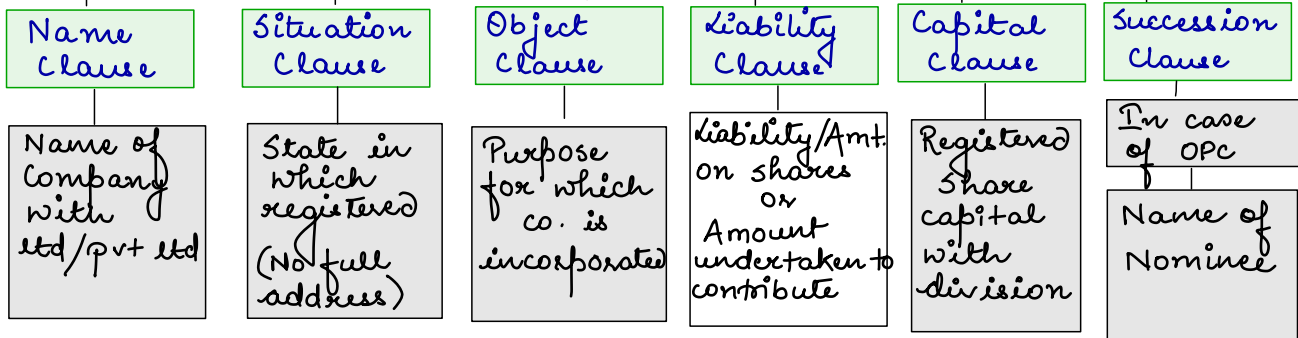 Name
Clause
Situation
Clause
Object
Clause
Liability
Clause
Capital
Clause
Succession
Clause
Name of
Company
with
ltd/pvt ltd
State in
which
registered
(No full
address)
Purpose
for which
co. is
incorporated
Liability/Amt.
on shares
or
Amount
undertaken to
contribute
Registered
share
capital
with
division
In case
of OPC
Name of
Nominee